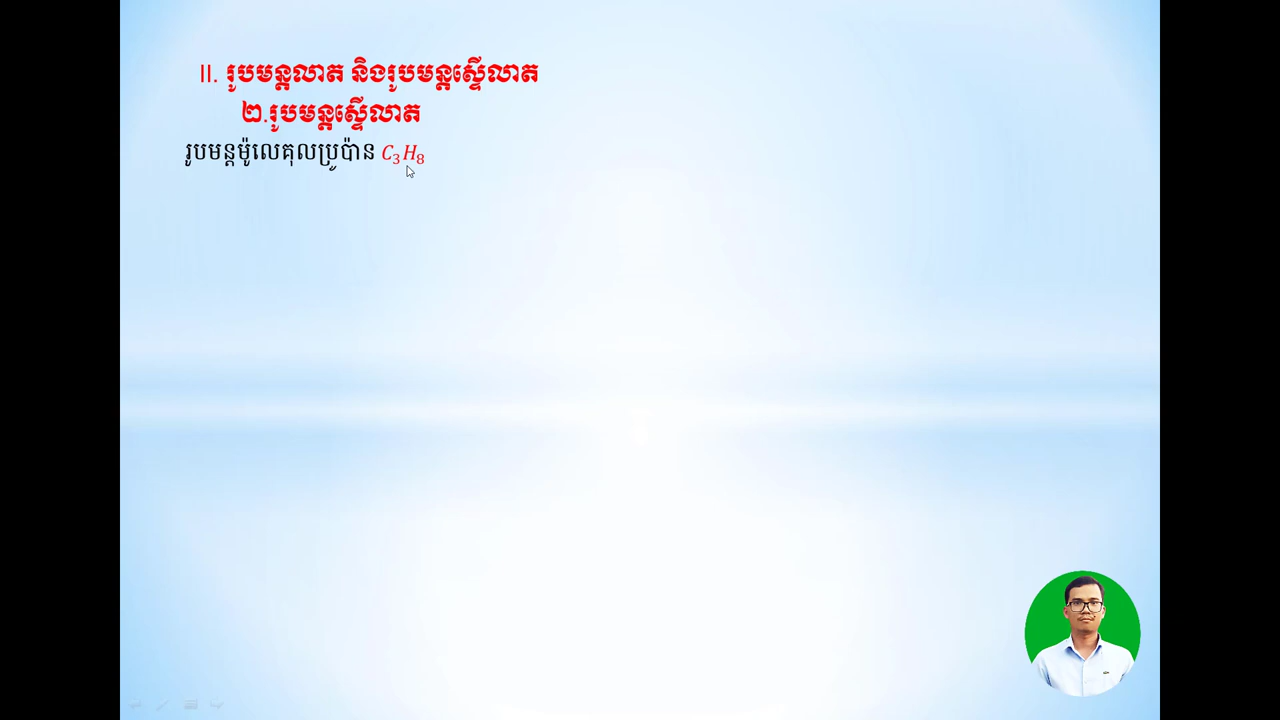 II. រូបមន្តលាត និងរូបមន្តស្ទើលាត
២.រូបមន្តស្ទើលាត
រូបមន្តម៉ូលេគុលប្រូប៉ាន C₃H₈